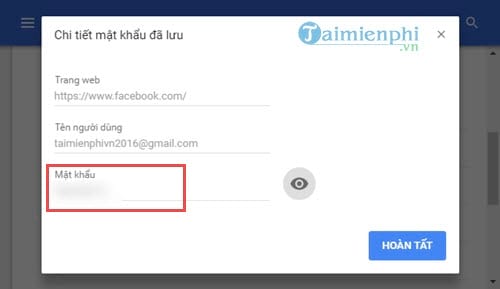 Chi tiết mật khẩu đã lưu
Taimienphi
.vn
Trang web
https://www.facebook.com/
Tên người dùng
taimienphivn2016@gmail.com
Mật khẩu
HOÀN TẤT